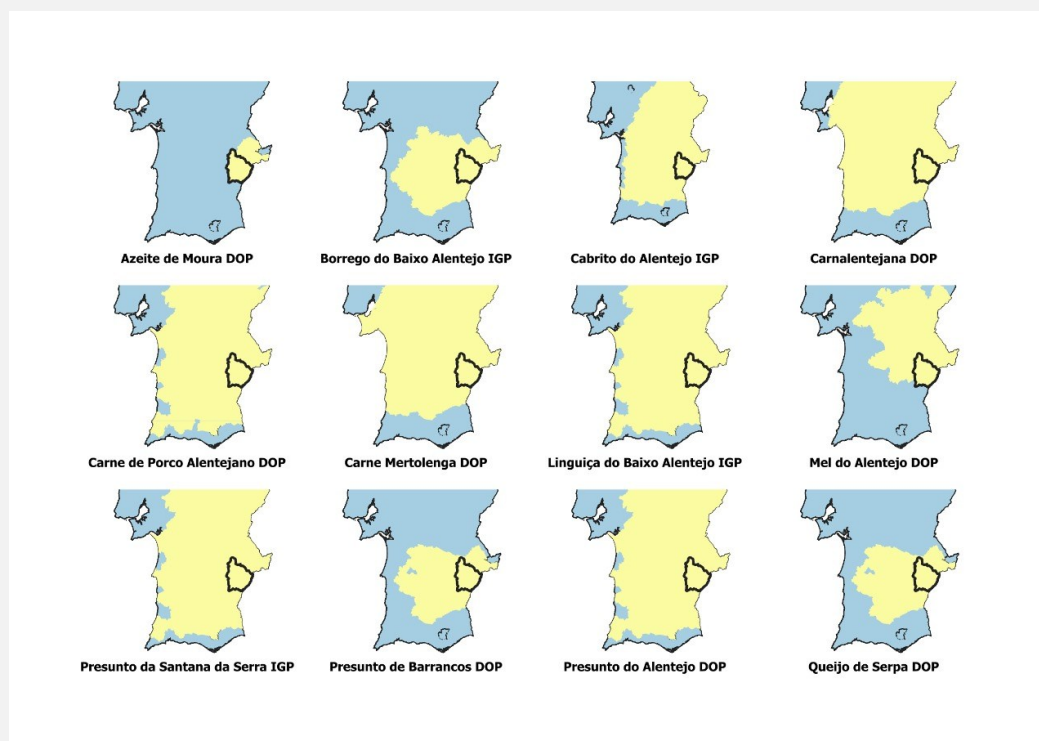 Azeite de Moura DOP
Borrego do Baixo Alentejo IGP
Cabrito do Alentejo IGP
Carnalentejana DOP
Carne de Porco Alentejano DOP
Carne Mertolenga DOP
Linguiça do Baixo Alentejo IGP
Mel do Alentejo DOP
Presunto da Santana da Serra IGP
Presunto de Barrancos DOP
Presunto do Alentejo DOP
Queijo de Serpa DOP